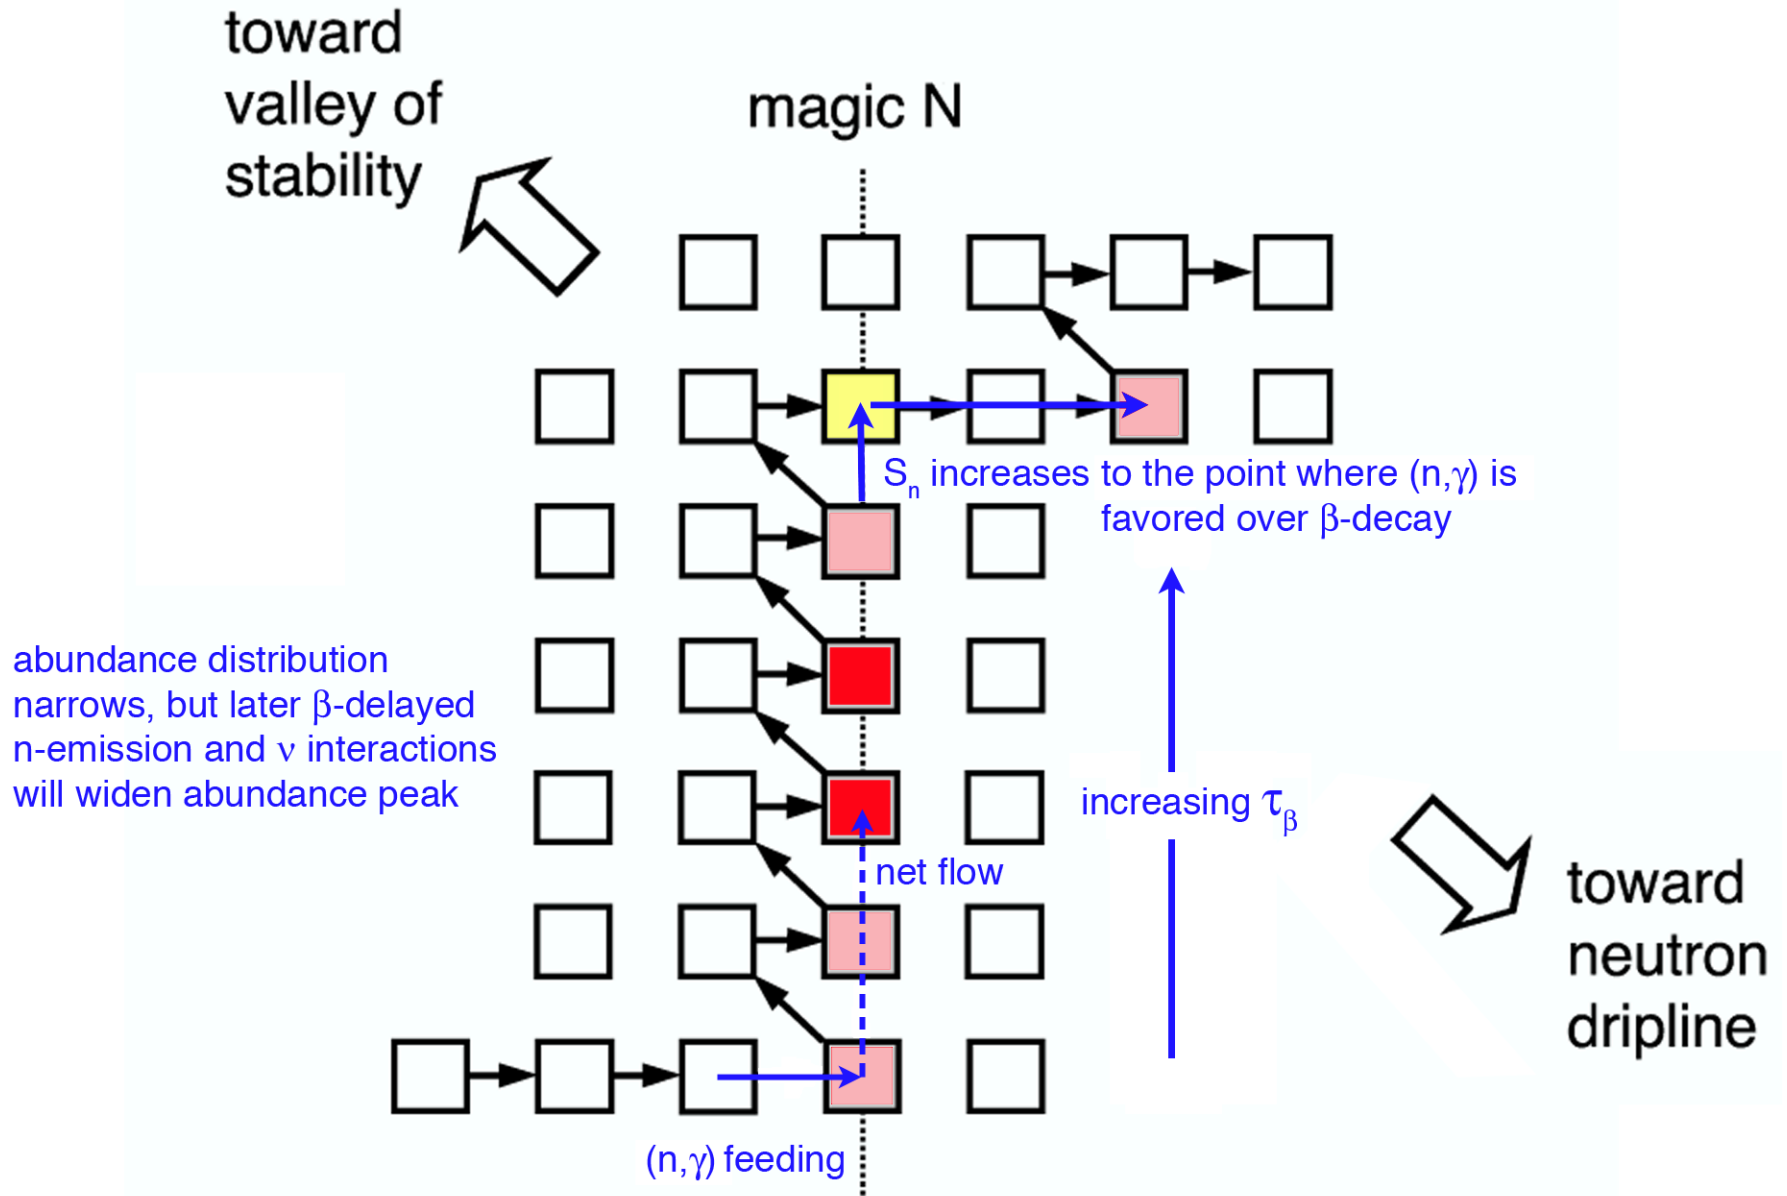 toward
valley of
stability
magic N
Sₙ increases to the point where (n,γ) is
favored over β-decay
abundance distribution
narrows, but later β-delayed
n-emission and ν interactions
will widen abundance peak
increasing τᵦ
net flow
toward
neutron
dripline
(n,γ) feeding